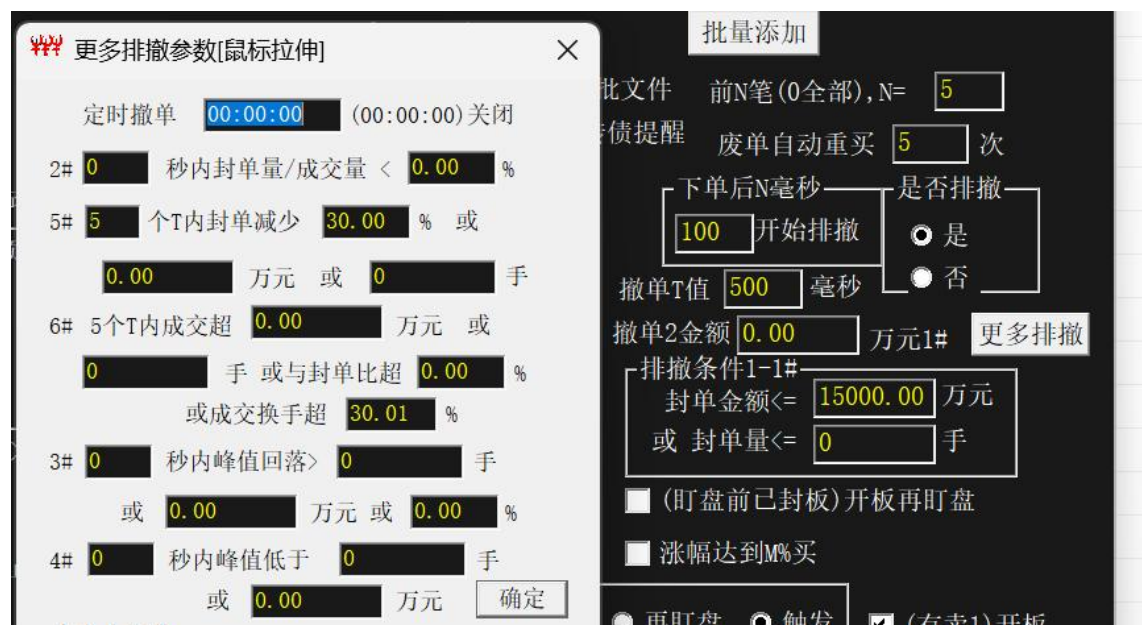 更多排撤参数[鼠标拉伸]
定时撤单 00:00:00 (00:00:00)关闭
2# 0 秒内封单量/成交量 < 0.00 %
5# 5 个T内封单减少 30.00 % 或
0.00 万元 或 0 手
6# 5个T内成交超 0.00 万元 或
0 手 或与封单比超 0.00 %
或成交换手超 30.01 %
3# 0 秒内峰值回落> 0 手
或 0.00 万元 或 0.00 %
4# 0 秒内峰值低于 0 手
或 0.00 万元 确定
批量添加
批文件 前N笔(0全部),N= 5
债提醒 废单自动重买 5 次
下单后N毫秒 是否排撤
100 开始排撤 是
否
撤单T值 500 毫秒
撤单2金额 0.00 万元1# 更多排撤
排撤条件1-1#
封单金额<= 15000.00 万元
或 封单量<= 0 手
(盯盘前已封板)开板再盯盘
涨幅达到M%买
再盯盘 触发 (有卖1)开板